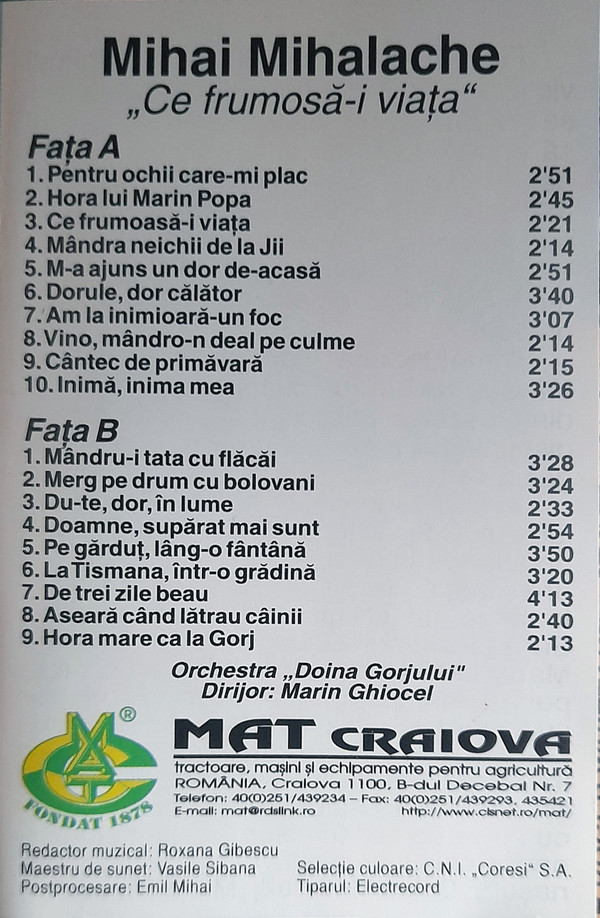 Mihai Mihalache
„Ce frumosă-i viața“
Fața A
1. Pentru ochii care-mi plac 2'51
2. Hora lui Marin Popa 2'45
3. Ce frumoasă-i viața 2'21
4. Mândra neichii de la Jii 2'14
5. M-a ajuns un dor de-acasă 2'51
6. Dorule, dor călător 3'40
7. Am la inimioară-un foc 3'07
8. Vino, mândro-n deal pe culme 2'14
9. Cântec de primăvară 2'15
10. Inimă, inima mea 3'26
Fața B
1. Mândru-i tata cu flăcăi 3'28
2. Merg pe drum cu bolovani 3'24
3. Du-te, dor, în lume 2'33
4. Doamne, supărat mai sunt 2'54
5. Pe gărduț, lâng-o fântână 3'50
6. La Tismana, într-o grădină 3'20
7. De trei zile beau 4'13
8. Aseară când lătrau câinii 2'40
9. Hora mare ca la Gorj 2'13
Orchestra „Doina Gorjului"
Dirijor: Marin Ghiocel
MAT ®
FONDAT 1878
MAT CRAIOVA
tractoare, mașini și echipamente pentru agricultură
ROMÂNIA, Craiova 1100, B-dul Decebal Nr. 7
Telefon: 40(0)251/439234 – Fax: 40(0)251/439293, 435421
E-mail: mat@rdslink.ro http://www.cisnet.ro/mat/
Redactor muzical: Roxana Gibescu
Maestru de sunet: Vasile Sibana Selecție culoare: C.N.I. „Coresi“ S.A.
Postprocesare: Emil Mihai Tiparul: Electrecord